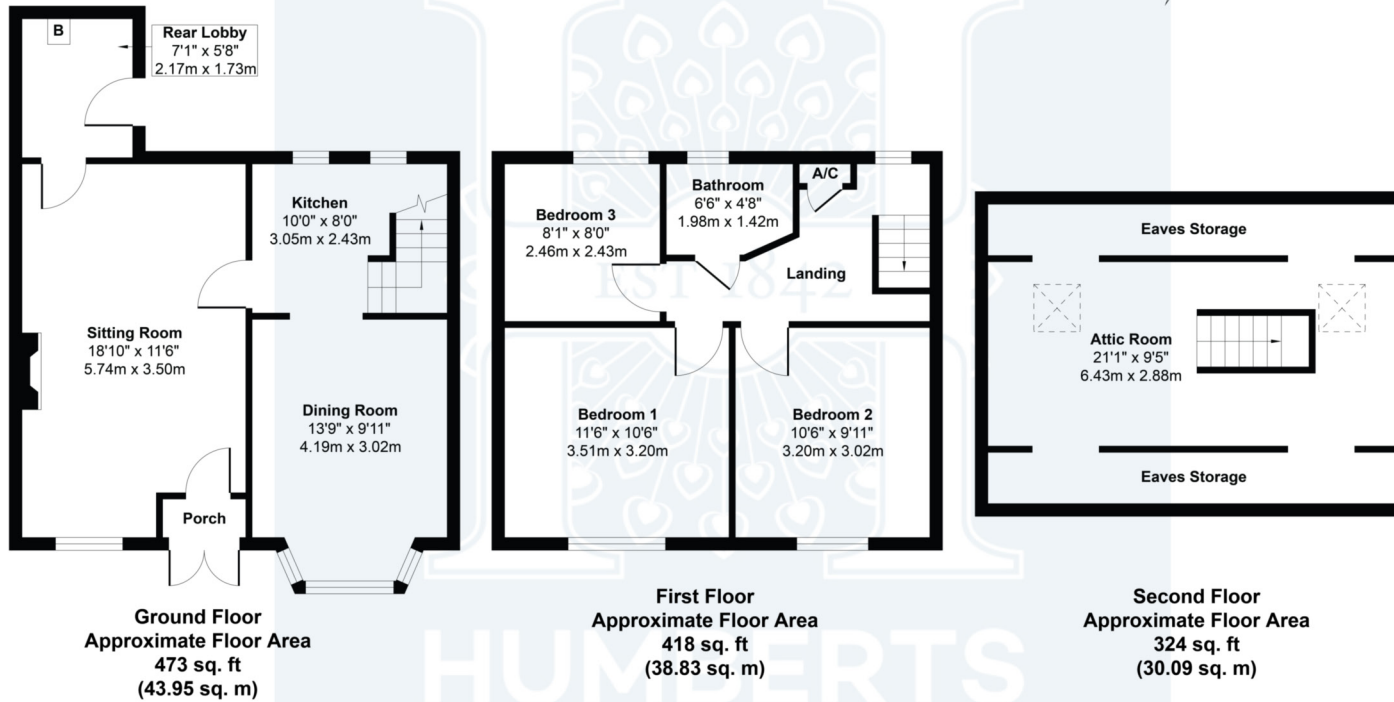 B
Rear Lobby
7'1" x 5'8"
2.17m x 1.73m
Kitchen
10'0" x 8'0"
3.05m x 2.43m
Sitting Room
18'10" x 11'6"
5.74m x 3.50m
Dining Room
13'9" x 9'11"
4.19m x 3.02m
Porch
Ground Floor
Approximate Floor Area
473 sq. ft
(43.95 sq. m)
Bedroom 3
8'1" x 8'0"
2.46m x 2.43m
Bathroom
6'6" x 4'8"
1.98m x 1.42m
A/C
Landing
EST 1842
Bedroom 1
11'6" x 10'6"
3.51m x 3.20m
Bedroom 2
10'6" x 9'11"
3.20m x 3.02m
First Floor
Approximate Floor Area
418 sq. ft
(38.83 sq. m)
HUMBERTS
Eaves Storage
Attic Room
21'1" x 9'5"
6.43m x 2.88m
Eaves Storage
Second Floor
Approximate Floor Area
324 sq. ft
(30.09 sq. m)